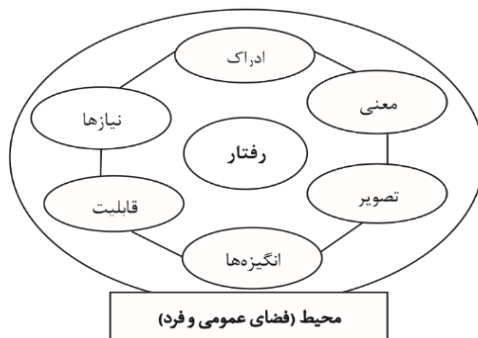 ادراک
معنی
نیازها
رفتار
تصویر
قابلیت
انگیزه‌ها
محیط (فضای عمومی و فرد)